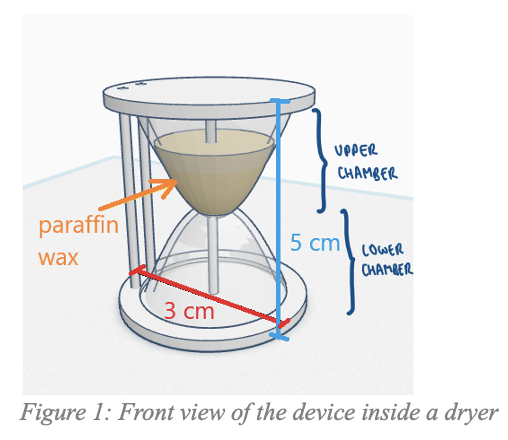 UPPER
CHAMBER
paraffin
wax
5 cm
LOWER
CHAMBER
3 cm
Figure 1: Front view of the device inside a dryer